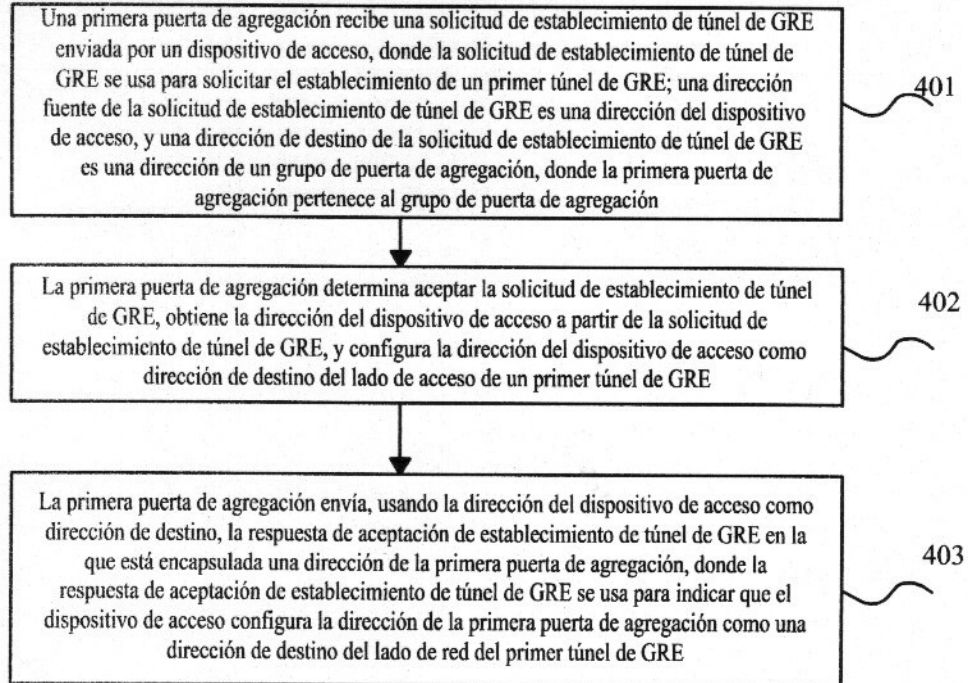 Una primera puerta de agregación recibe una solicitud de establecimiento de túnel de GRE
enviada por un dispositivo de acceso, donde la solicitud de establecimiento de túnel de
GRE se usa para solicitar el establecimiento de un primer túnel de GRE; una dirección
fuente de la solicitud de establecimiento de túnel de GRE es una dirección del dispositivo
de acceso, y una dirección de destino de la solicitud de establecimiento de túnel de GRE
es una dirección de un grupo de puerta de agregación, donde la primera puerta de
agregación pertenece al grupo de puerta de agregación
401
La primera puerta de agregación determina aceptar la solicitud de establecimiento de túnel
de GRE, obtiene la dirección del dispositivo de acceso a partir de la solicitud de
establecimiento de túnel de GRE, y configura la dirección del dispositivo de acceso como
dirección de destino del lado de acceso de un primer túnel de GRE
402
La primera puerta de agregación envía, usando la dirección del dispositivo de acceso como
dirección de destino, la respuesta de aceptación de establecimiento de túnel de GRE en la
que está encapsulada una dirección de la primera puerta de agregación, donde la
respuesta de aceptación de establecimiento de túnel de GRE se usa para indicar que el
dispositivo de acceso configura la dirección de la primera puerta de agregación como una
dirección de destino del lado de red del primer túnel de GRE
403